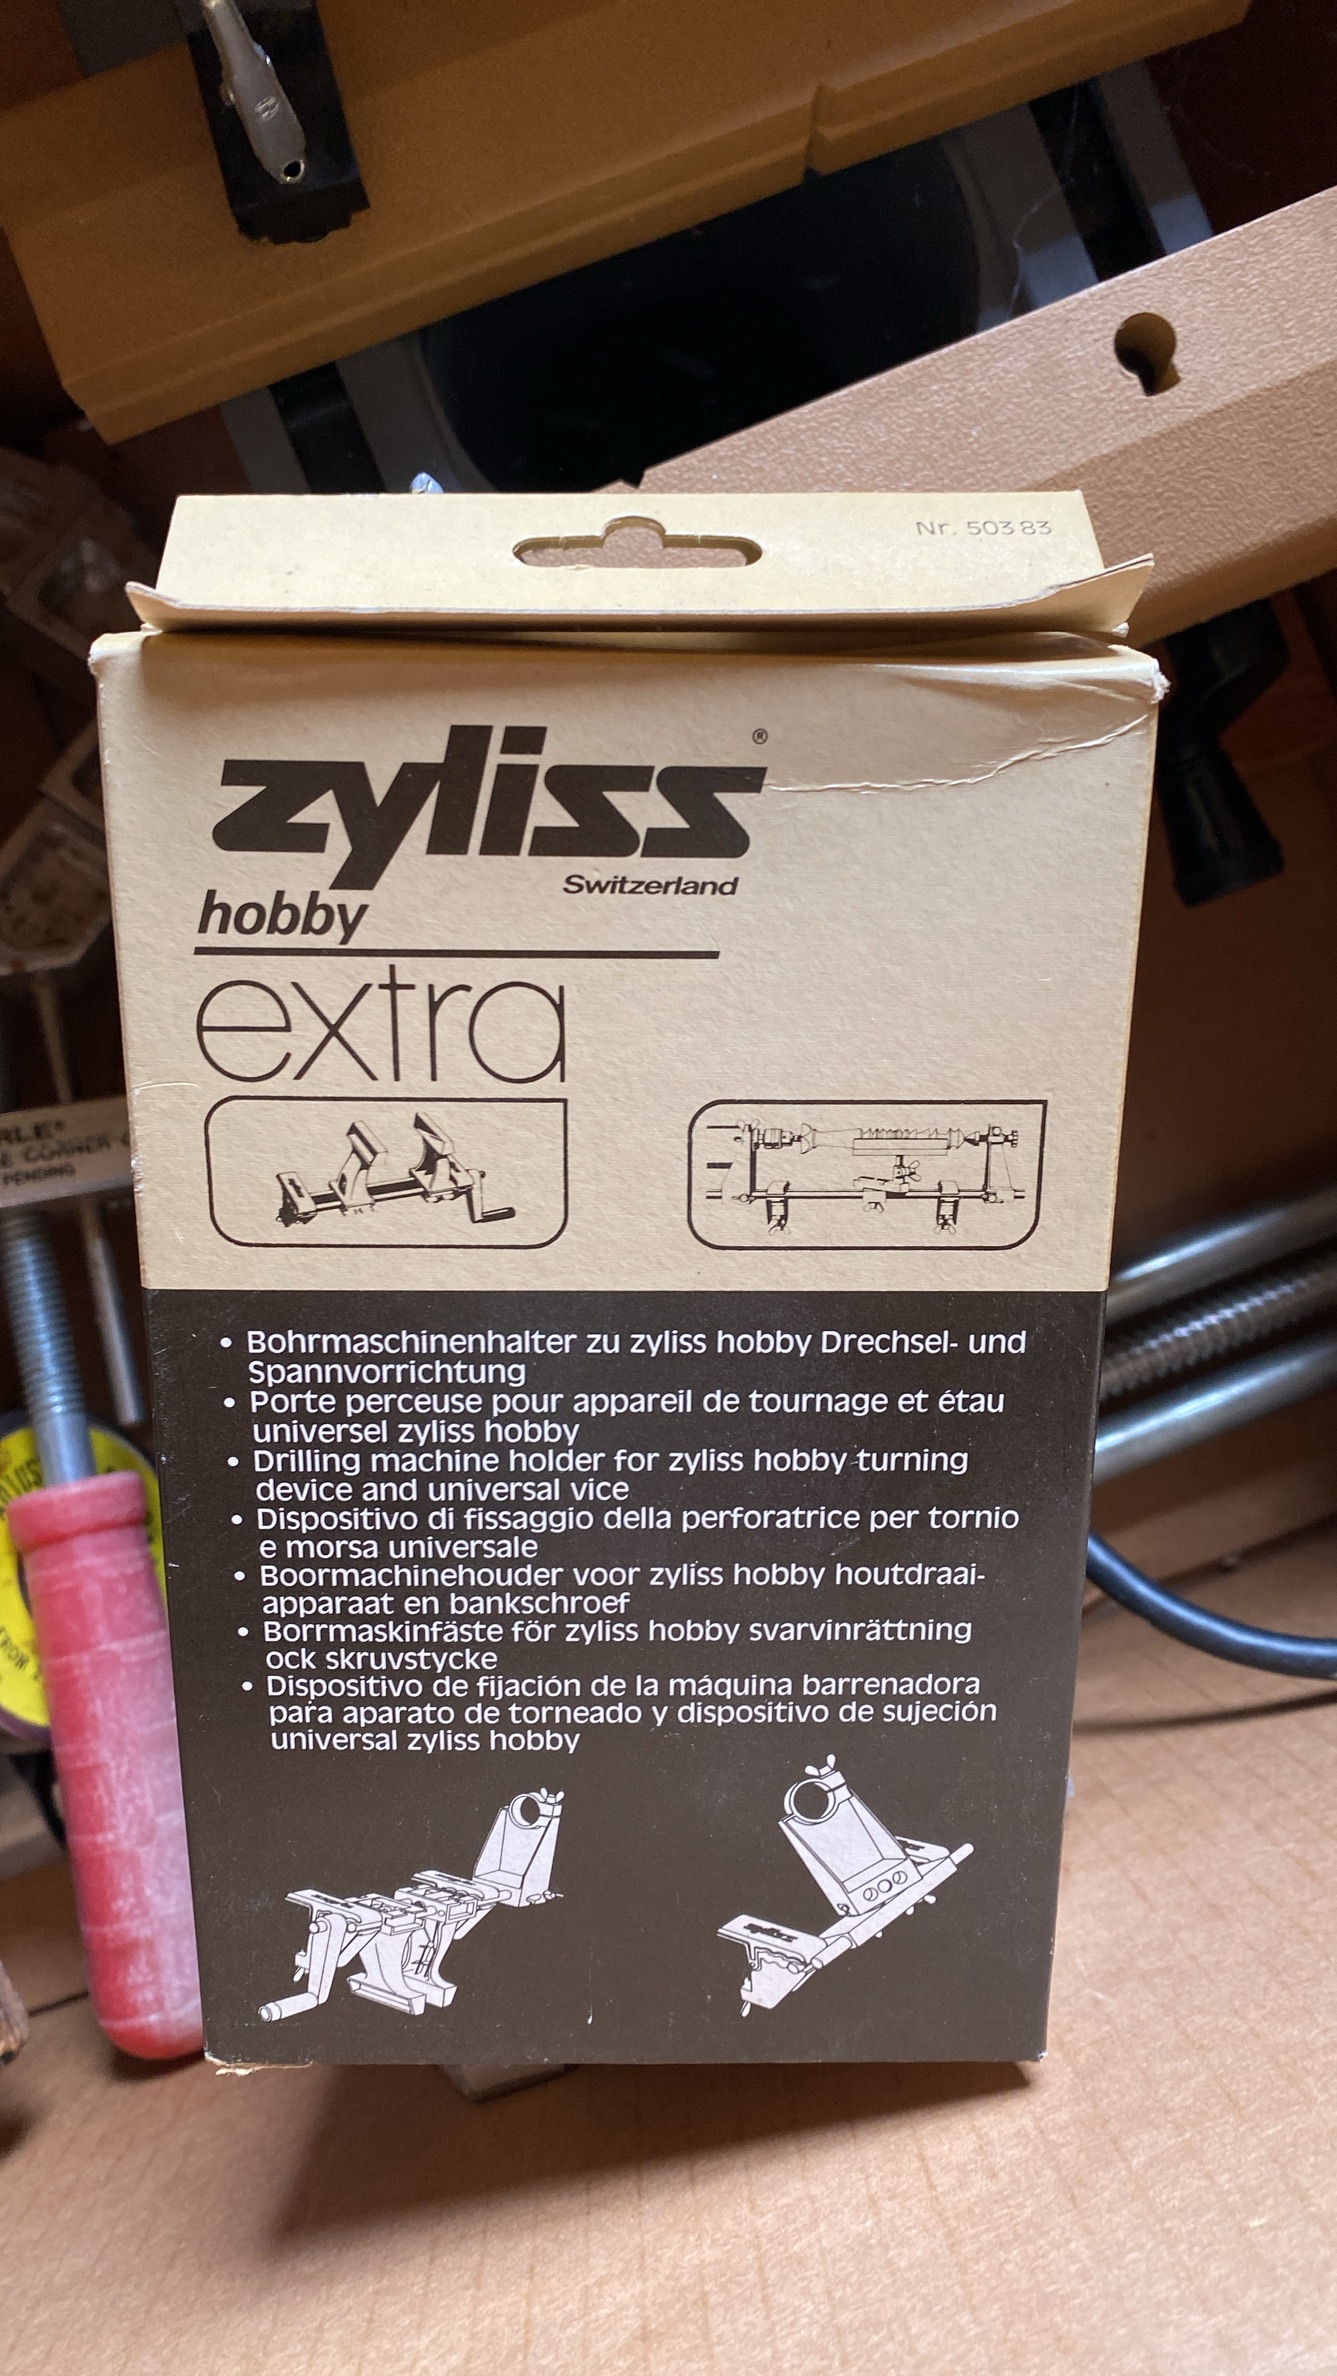 Nr. 503 83
zyliss®
Switzerland
hobby
extra
RLE®
CORNER
PENDING
• Bohrmaschinenhalter zu zyliss hobby Drechsel- und
Spannvorrichtung
• Porte perceuse pour appareil de tournage et étau
universel zyliss hobby
• Drilling machine holder for zyliss hobby turning
device and universal vice
• Dispositivo di fissaggio della perforatrice per tornio
e morsa universale
• Boormachinehouder voor zyliss hobby houtdraai-
apparaat en bankschroef
• Borrmaskinfäste för zyliss hobby svarvinrättning
ock skruvstycke
• Dispositivo de fijación de la máquina barrenadora
para aparato de torneado y dispositivo de sujeción
universal zyliss hobby
zyliss